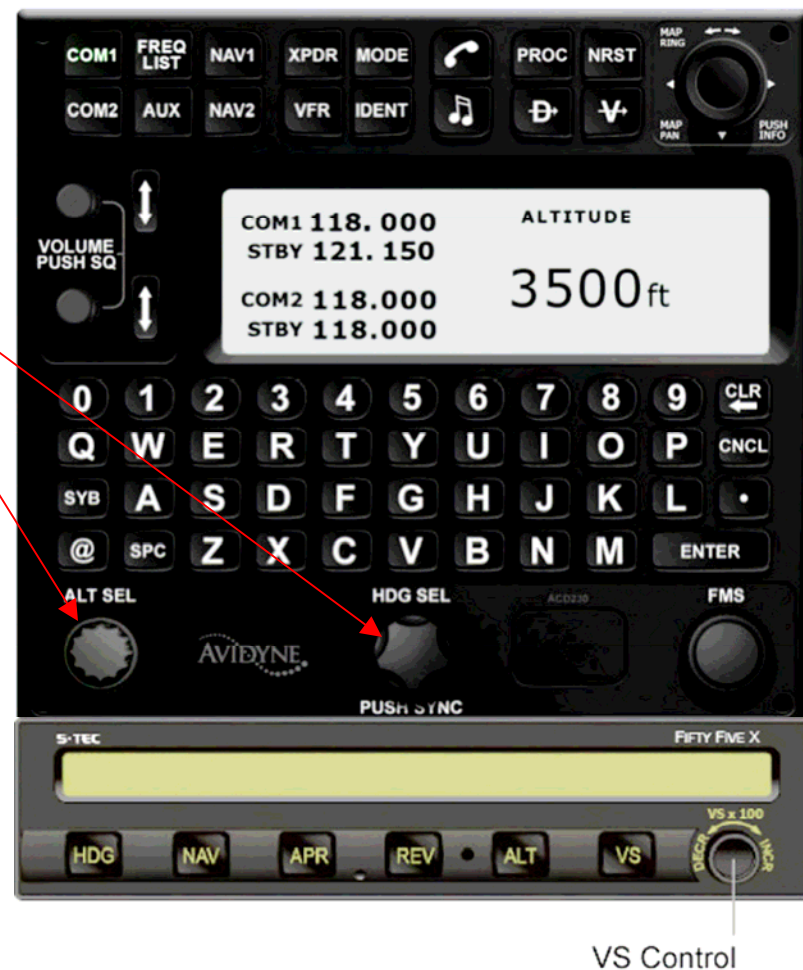 COM1 FREQ LIST NAV1 XPDR MODE PROC NRST MAP RING
COM2 AUX NAV2 VFR IDENT D V MAP PAN PUSH INFO
VOLUME PUSH SQ
COM1 118.000
STBY 121.150
COM2 118.000
STBY 118.000
ALTITUDE
3500 ft
0 1 2 3 4 5 6 7 8 9 CLR
Q W E R T Y U I O P CNCL
SYB A S D F G H J K L •
@ SPC Z X C V B N M ENTER
ALT SEL HDG SEL ACD230 FMS
AVIDYNE
PUSH SYNC
S-TEC FIFTY FIVE X
VS x 100
HDG NAV APR REV ALT VS DECR INCR
VS Control